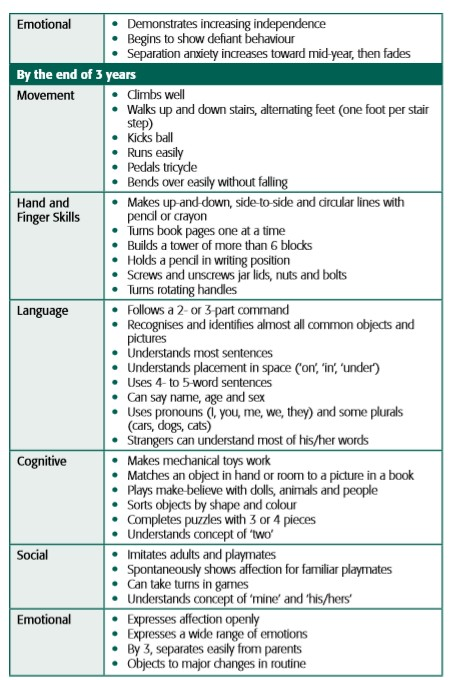 Emotional
• Demonstrates increasing independence
• Begins to show defiant behaviour
• Separation anxiety increases toward mid-year, then fades
By the end of 3 years
Movement
• Climbs well
• Walks up and down stairs, alternating feet (one foot per stair
step)
• Kicks ball
• Runs easily
• Pedals tricycle
• Bends over easily without falling
Hand and
Finger Skills
• Makes up-and-down, side-to-side and circular lines with
pencil or crayon
• Turns book pages one at a time
• Builds a tower of more than 6 blocks
• Holds a pencil in writing position
• Screws and unscrews jar lids, nuts and bolts
• Turns rotating handles
Language
• Follows a 2- or 3-part command
• Recognises and identifies almost all common objects and
pictures
• Understands most sentences
• Understands placement in space ('on', 'in', 'under')
• Uses 4- to 5-word sentences
• Can say name, age and sex
• Uses pronouns (I, you, me, we, they) and some plurals
(cars, dogs, cats)
• Strangers can understand most of his/her words
Cognitive
• Makes mechanical toys work
• Matches an object in hand or room to a picture in a book
• Plays make-believe with dolls, animals and people
• Sorts objects by shape and colour
• Completes puzzles with 3 or 4 pieces
• Understands concept of 'two'
Social
• Imitates adults and playmates
• Spontaneously shows affection for familiar playmates
• Can take turns in games
• Understands concept of 'mine' and 'his/hers'
Emotional
• Expresses affection openly
• Expresses a wide range of emotions
• By 3, separates easily from parents
• Objects to major changes in routine